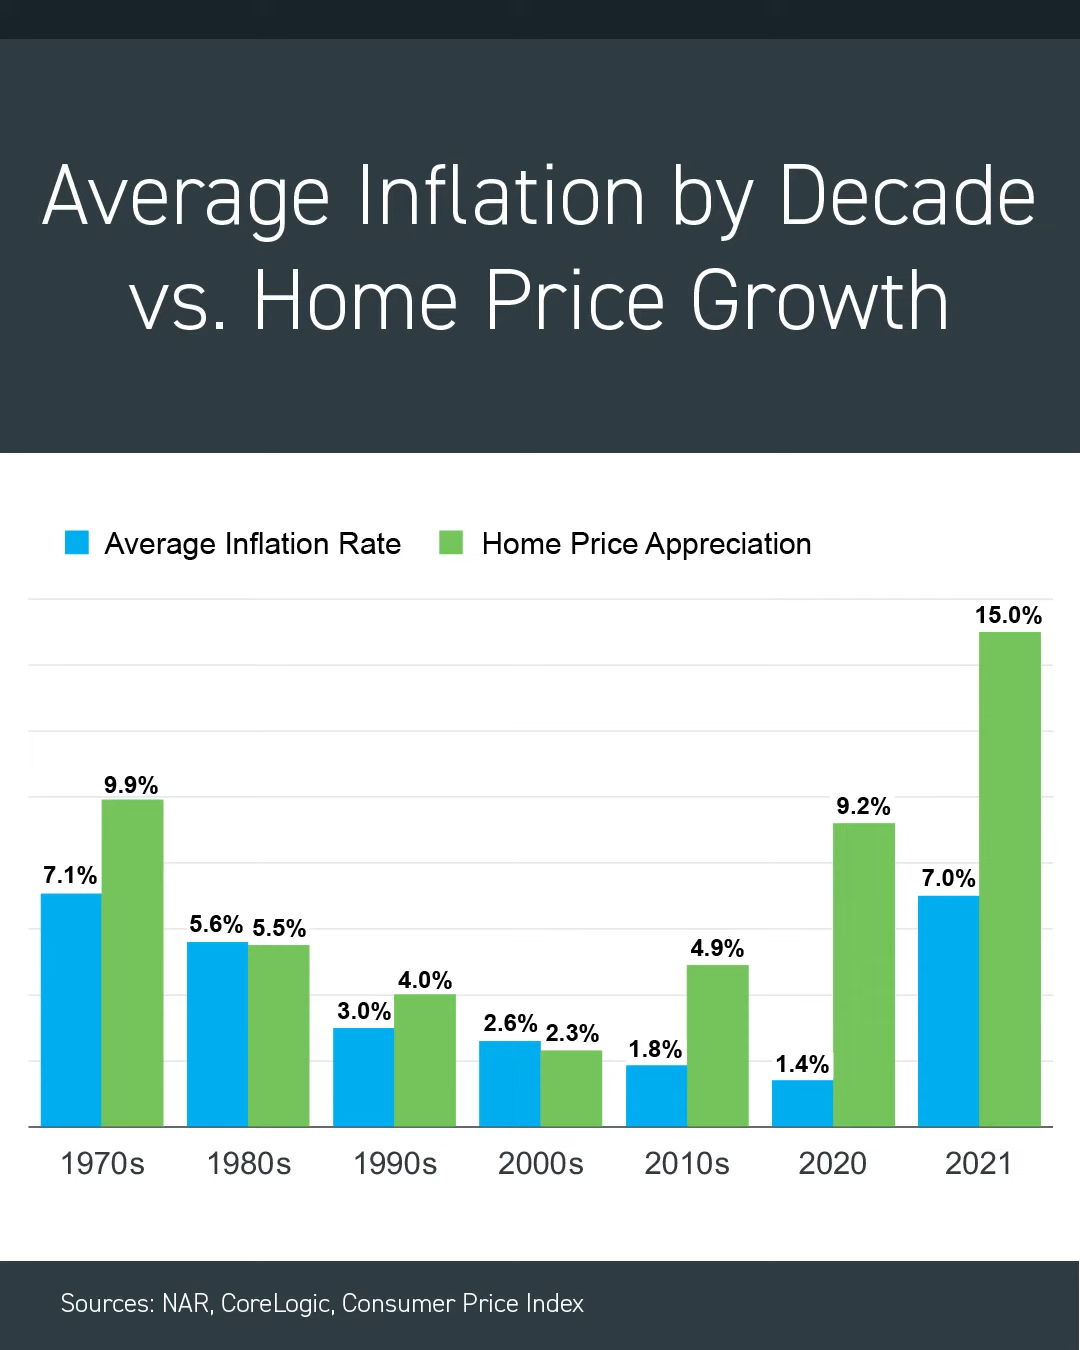 Average Inflation by Decade
vs. Home Price Growth
Average Inflation Rate
Home Price Appreciation
7.1%
9.9%
5.6%
5.5%
3.0%
4.0%
2.6%
2.3%
1.8%
4.9%
1.4%
9.2%
7.0%
15.0%
1970s
1980s
1990s
2000s
2010s
2020
2021
Sources: NAR, CoreLogic, Consumer Price Index